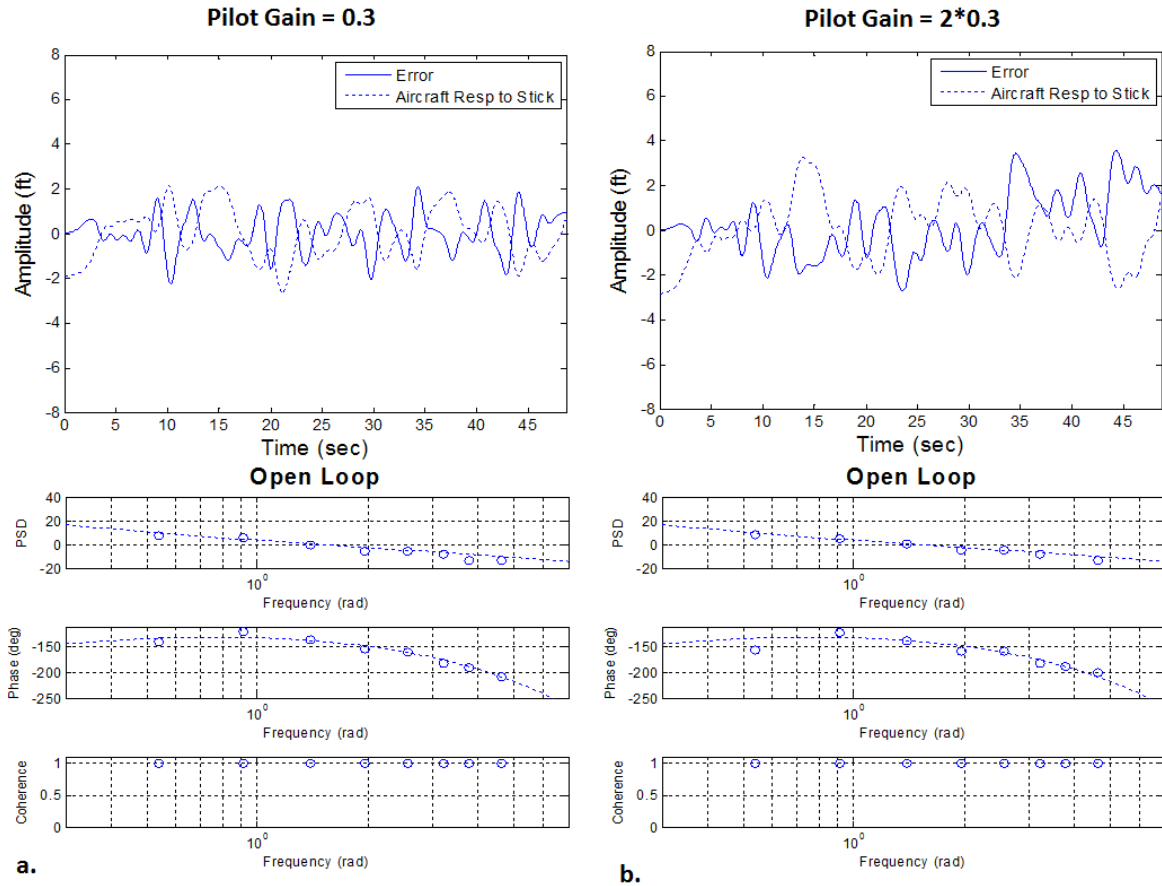 Pilot Gain = 0.3
8
6
4
2
0
-2
-4
-6
-8
Amplitude (ft)
Error
Aircraft Resp to Stick
0 5 10 15 20 25 30 35 40 45
Time (sec)
Open Loop
40
20
0
-20
PSD
10^0
Frequency (rad)
-150
-200
-250
Phase (deg)
10^0
Frequency (rad)
1
0.5
0
Coherence
10^0
Frequency (rad)
a.
Pilot Gain = 2*0.3
8
6
4
2
0
-2
-4
-6
-8
Amplitude (ft)
Error
Aircraft Resp to Stick
0 5 10 15 20 25 30 35 40 45
Time (sec)
Open Loop
40
20
0
-20
PSD
10^0
Frequency (rad)
-150
-200
-250
Phase (deg)
10^0
Frequency (rad)
1
0.5
0
Coherence
10^0
Frequency (rad)
b.